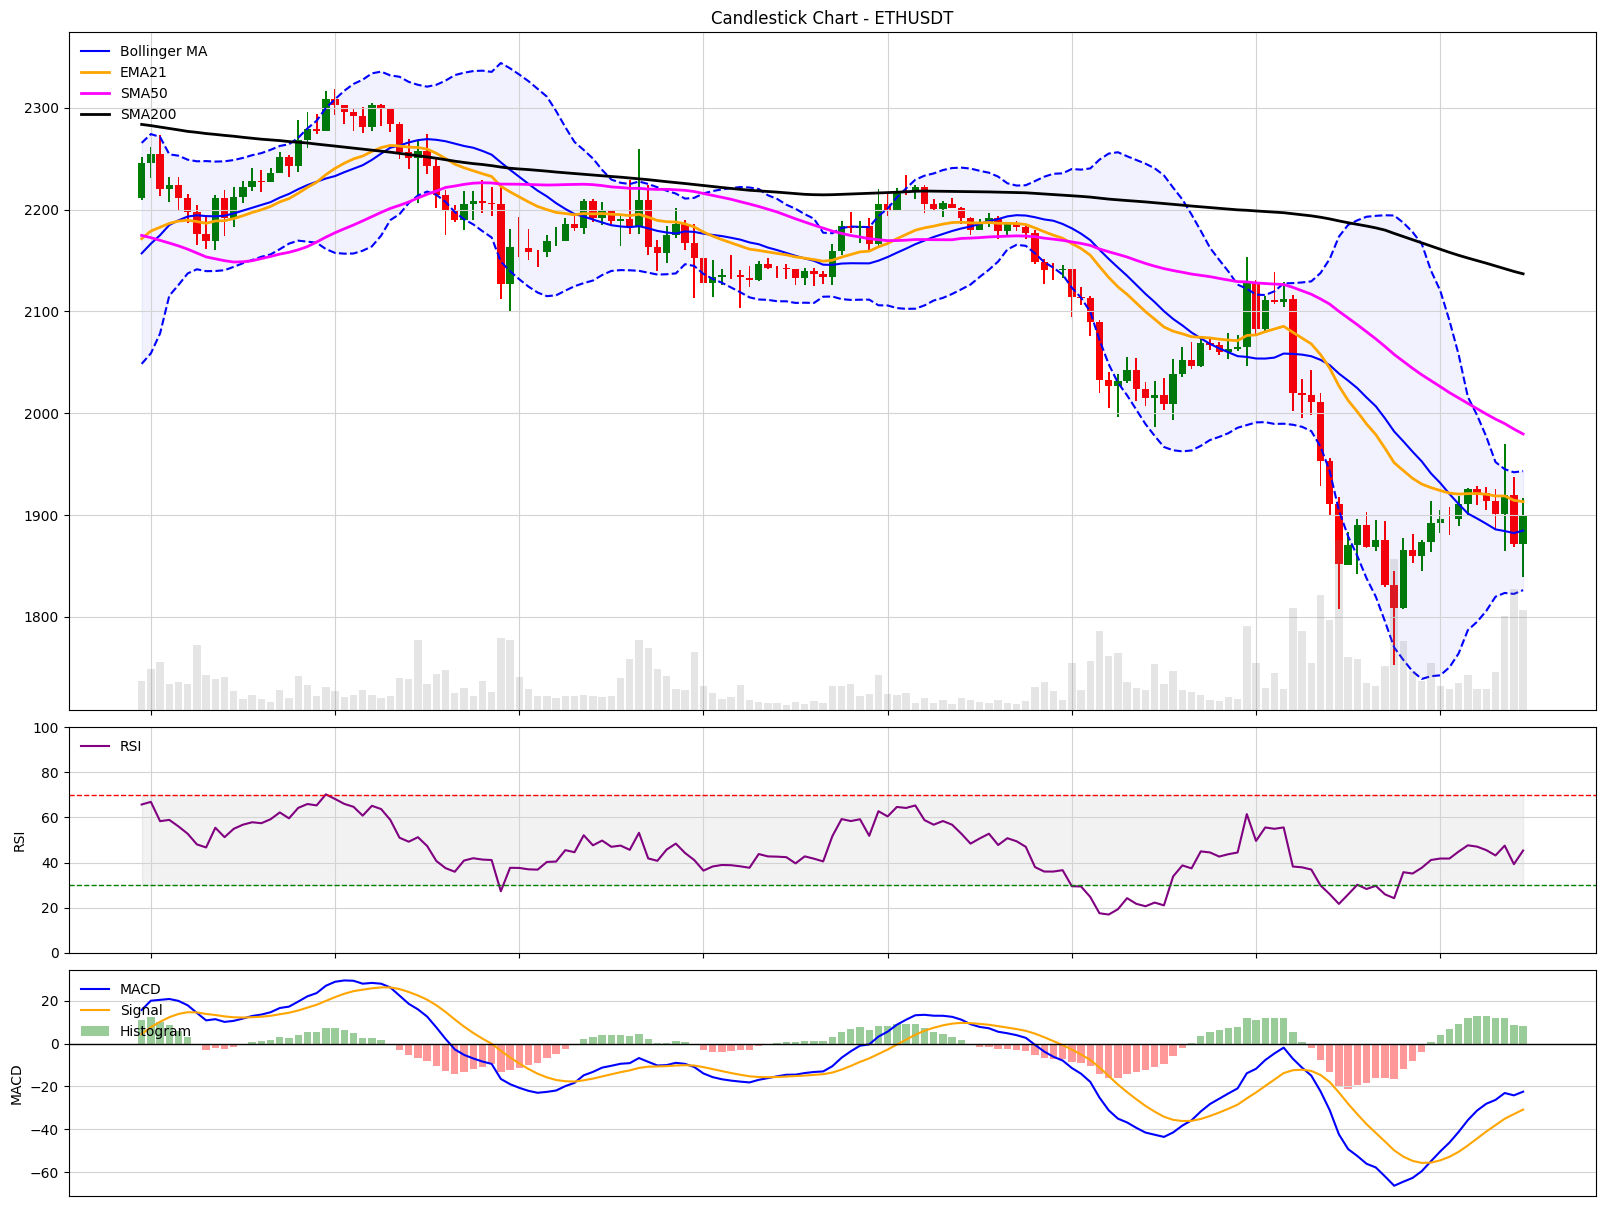 Candlestick Chart - ETHUSDT
Bollinger MA
EMA21
SMA50
SMA200
2300
2200
2100
2000
1900
1800
100
80
60
40
20
0
RSI
RSI
MACD
Signal
Histogram
20
0
−20
−40
−60
MACD